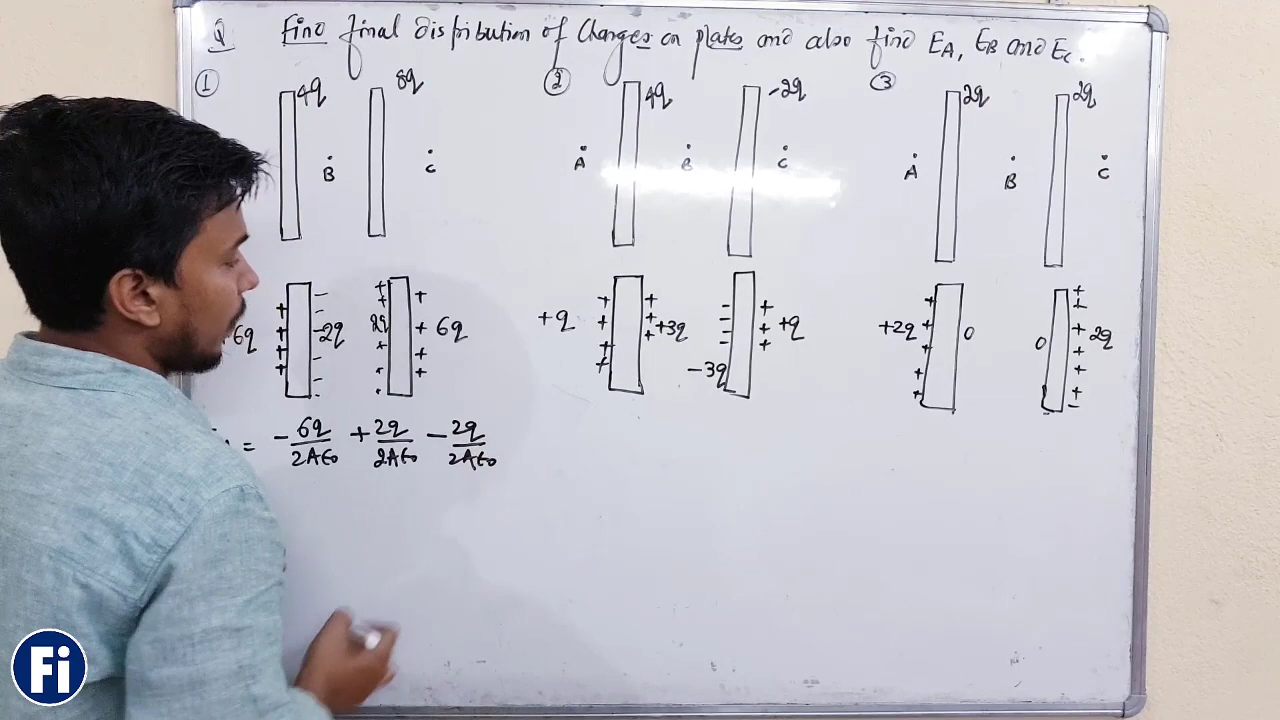 Q Find final distribution of Charges on plates and also find EA, EB and EC.
① 4q 8q
B C
6q -2q 2q 6q
= - 6q/2Aε₀ + 2q/2Aε₀ - 2q/2Aε₀
② 4q -2q
A B C
+q +3q -3q +q
③ 2q 2q
A B C
+2q 0 0 2q
Fi